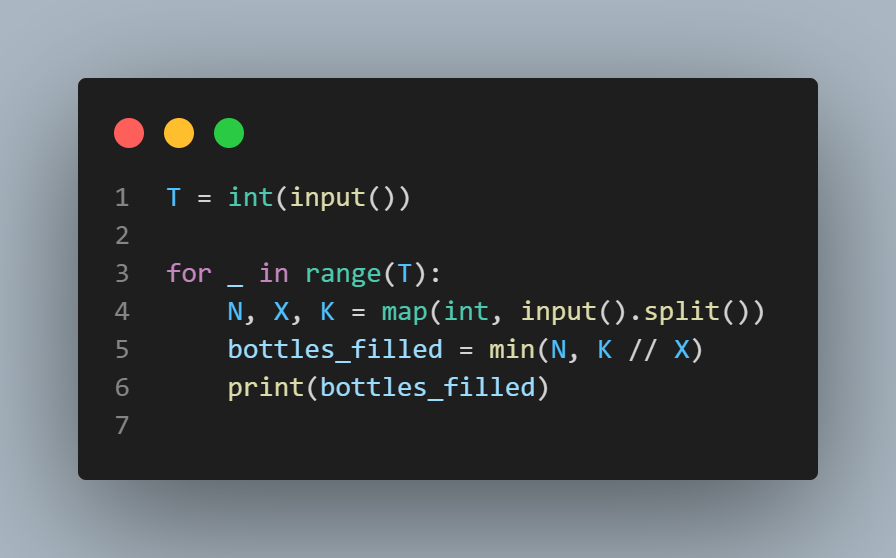 1 T = int(input())
2
3 for _ in range(T):
4     N, X, K = map(int, input().split())
5     bottles_filled = min(N, K // X)
6     print(bottles_filled)
7